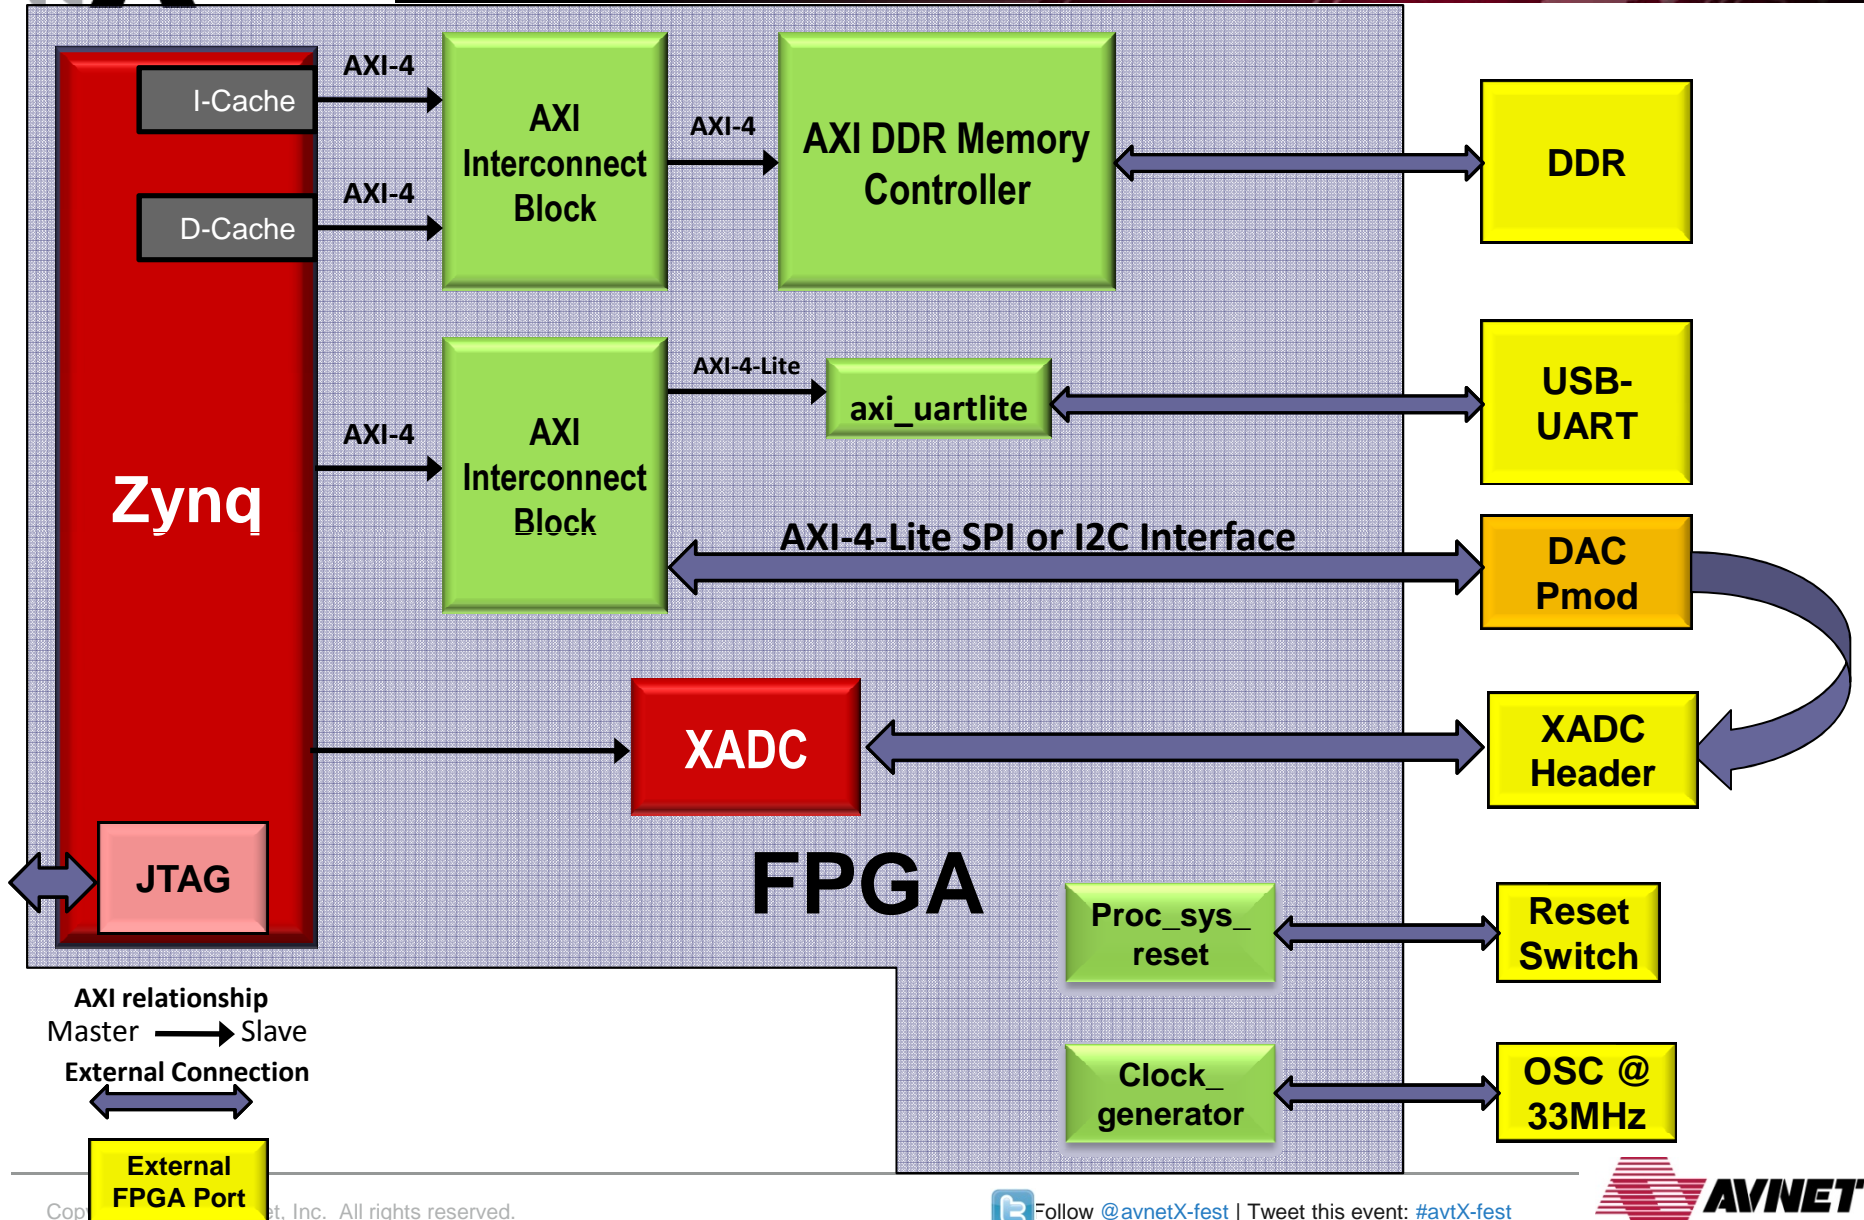 AXI-4
I-Cache
AXI
Interconnect
Block
AXI-4
AXI DDR Memory
Controller
DDR
AXI-4
D-Cache
AXI-4-Lite
axi_uartlite
USB-
UART
AXI-4
AXI
Interconnect
Block
Zynq
AXI-4-Lite SPI or I2C Interface
DAC
Pmod
XADC
XADC
Header
JTAG
FPGA
Proc_sys_
reset
Reset
Switch
AXI relationship
Master Slave
External Connection
Clock_
generator
OSC @
33MHz
External
FPGA Port
Inc. All rights reserved.
Follow @avnetX-fest | Tweet this event: #avtX-fest
AVNET